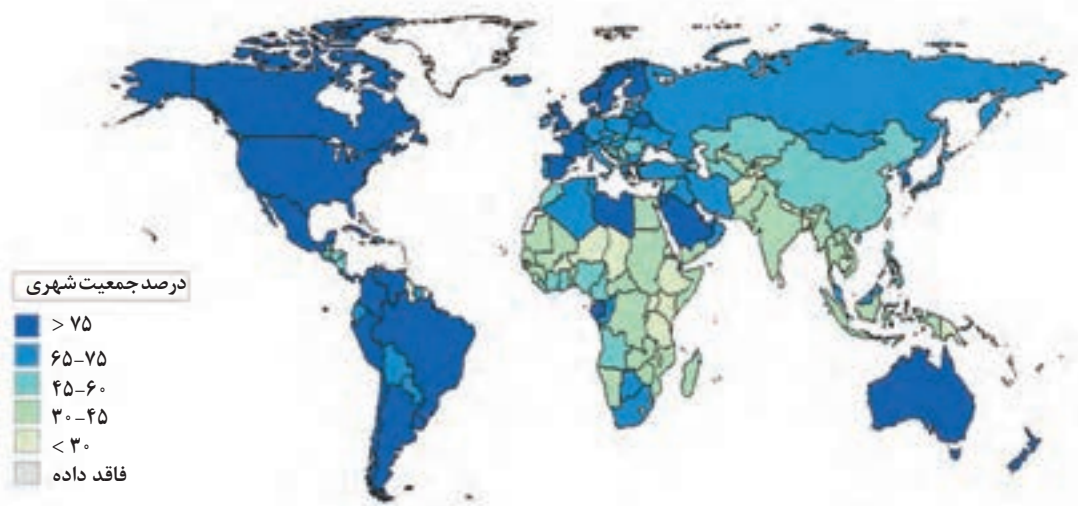 درصد جمعیت شهری
> ۷۵
۶۵-۷۵
۴۵-۶۰
۳۰-۴۵
< ۳۰
فاقد داده